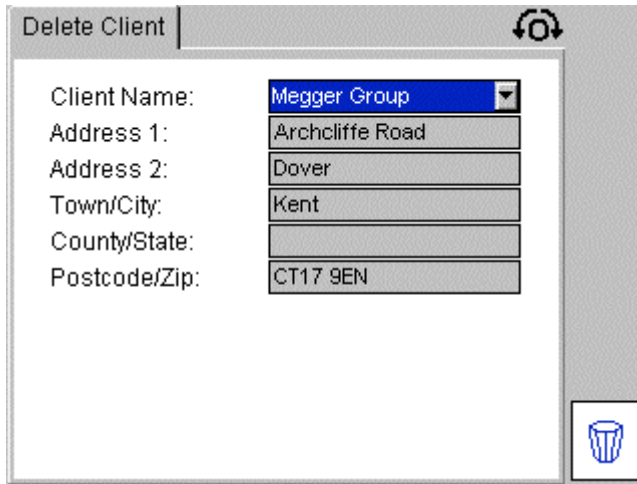 Delete Client
Client Name: Megger Group
Address 1: Archcliffe Road
Address 2: Dover
Town/City: Kent
County/State:
Postcode/Zip: CT17 9EN